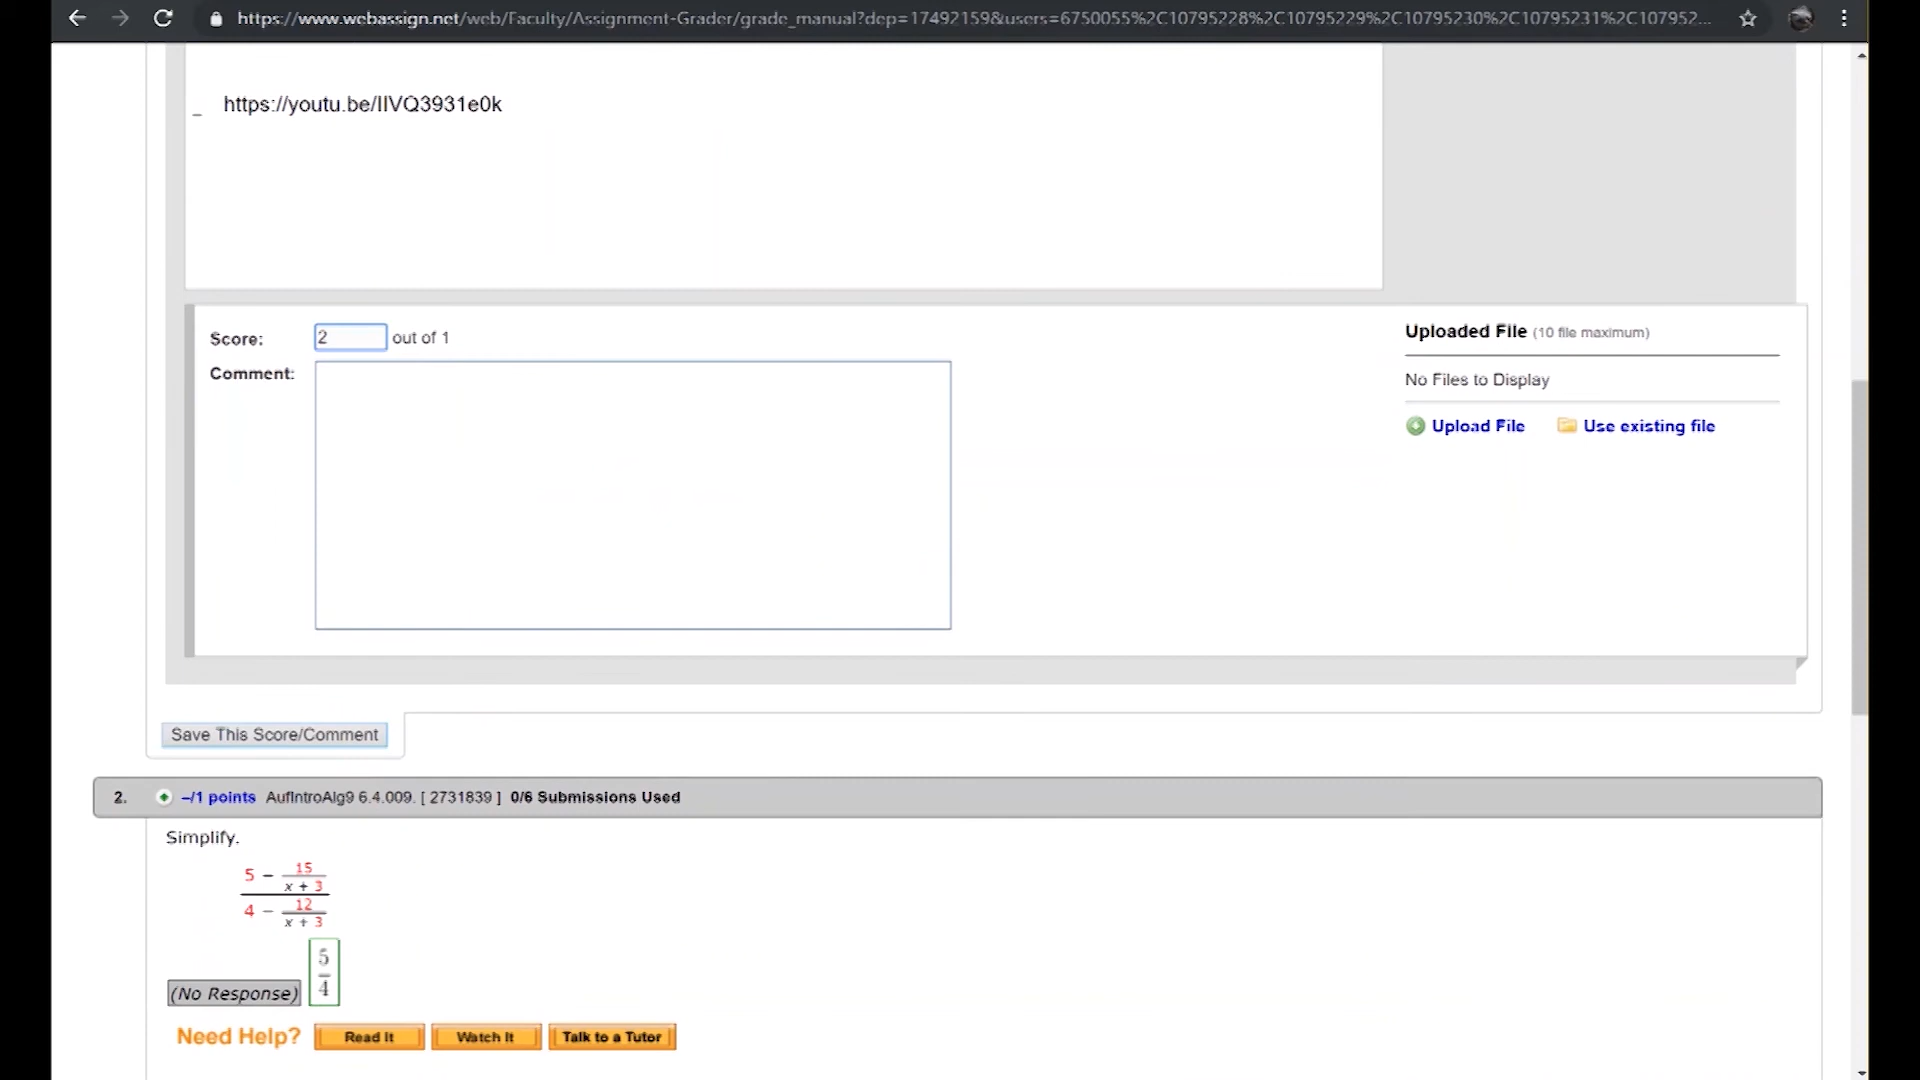 https://www.webassign.net/web/Faculty/Assignment-Grader/grade_manual?dep=17492159&users=6750055%2C10795228%2C10795229%2C10795230%2C10795231%2C107952...
https://youtu.be/IIVQ3931e0k
Score: 2 out of 1
Uploaded File (10 file maximum)
Comment:
No Files to Display
Upload File Use existing file
Save This Score/Comment
2. –/1 points AufIntroAlg9 6.4.009. [ 2731839 ] 0/6 Submissions Used
Simplify.
5 − 15
x + 3
4 − 12
x + 3
5
4
(No Response)
Need Help? Read It Watch It Talk to a Tutor